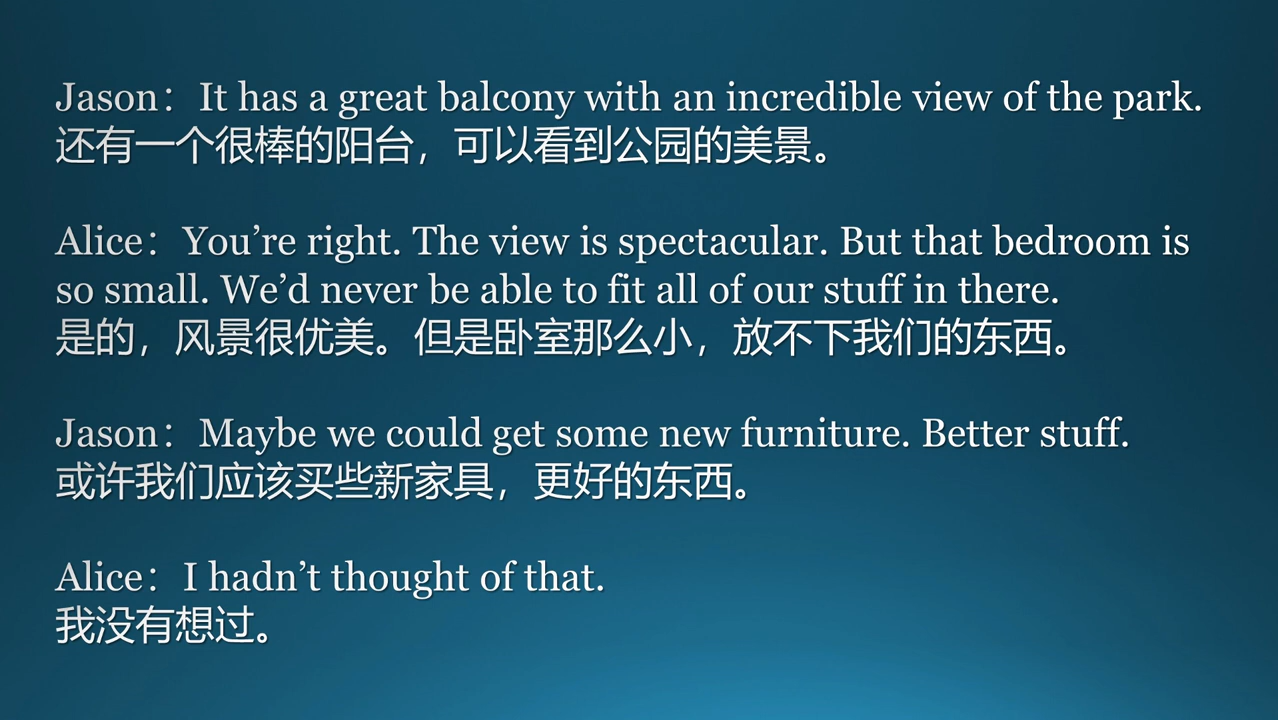 Jason：It has a great balcony with an incredible view of the park.
还有一个很棒的阳台，可以看到公园的美景。
Alice：You’re right. The view is spectacular. But that bedroom is
so small. We’d never be able to fit all of our stuff in there.
是的，风景很优美。但是卧室那么小，放不下我们的东西。
Jason：Maybe we could get some new furniture. Better stuff.
或许我们应该买些新家具，更好的东西。
Alice：I hadn’t thought of that.
我没有想过。